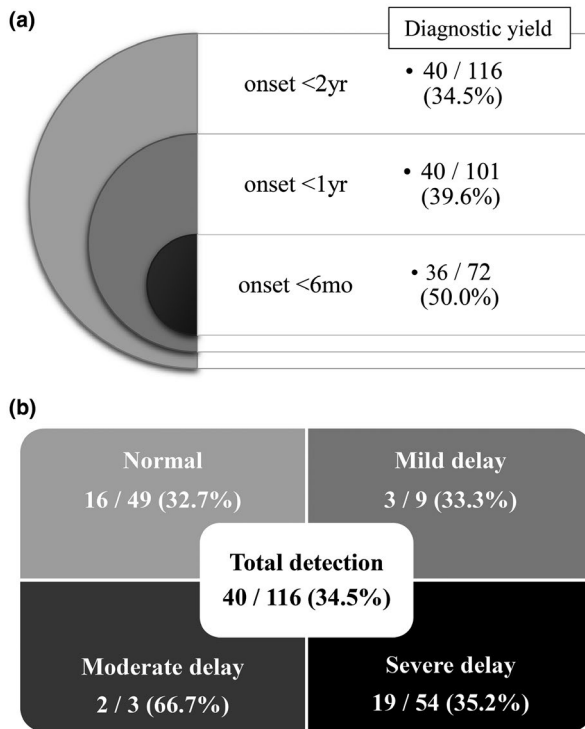 (a)
Diagnostic yield
onset <2yr
• 40 / 116
(34.5%)
onset <1yr
• 40 / 101
(39.6%)
onset <6mo
• 36 / 72
(50.0%)
(b)
Normal
16 / 49 (32.7%)
Mild delay
3 / 9 (33.3%)
Total detection
40 / 116 (34.5%)
Moderate delay
2 / 3 (66.7%)
Severe delay
19 / 54 (35.2%)